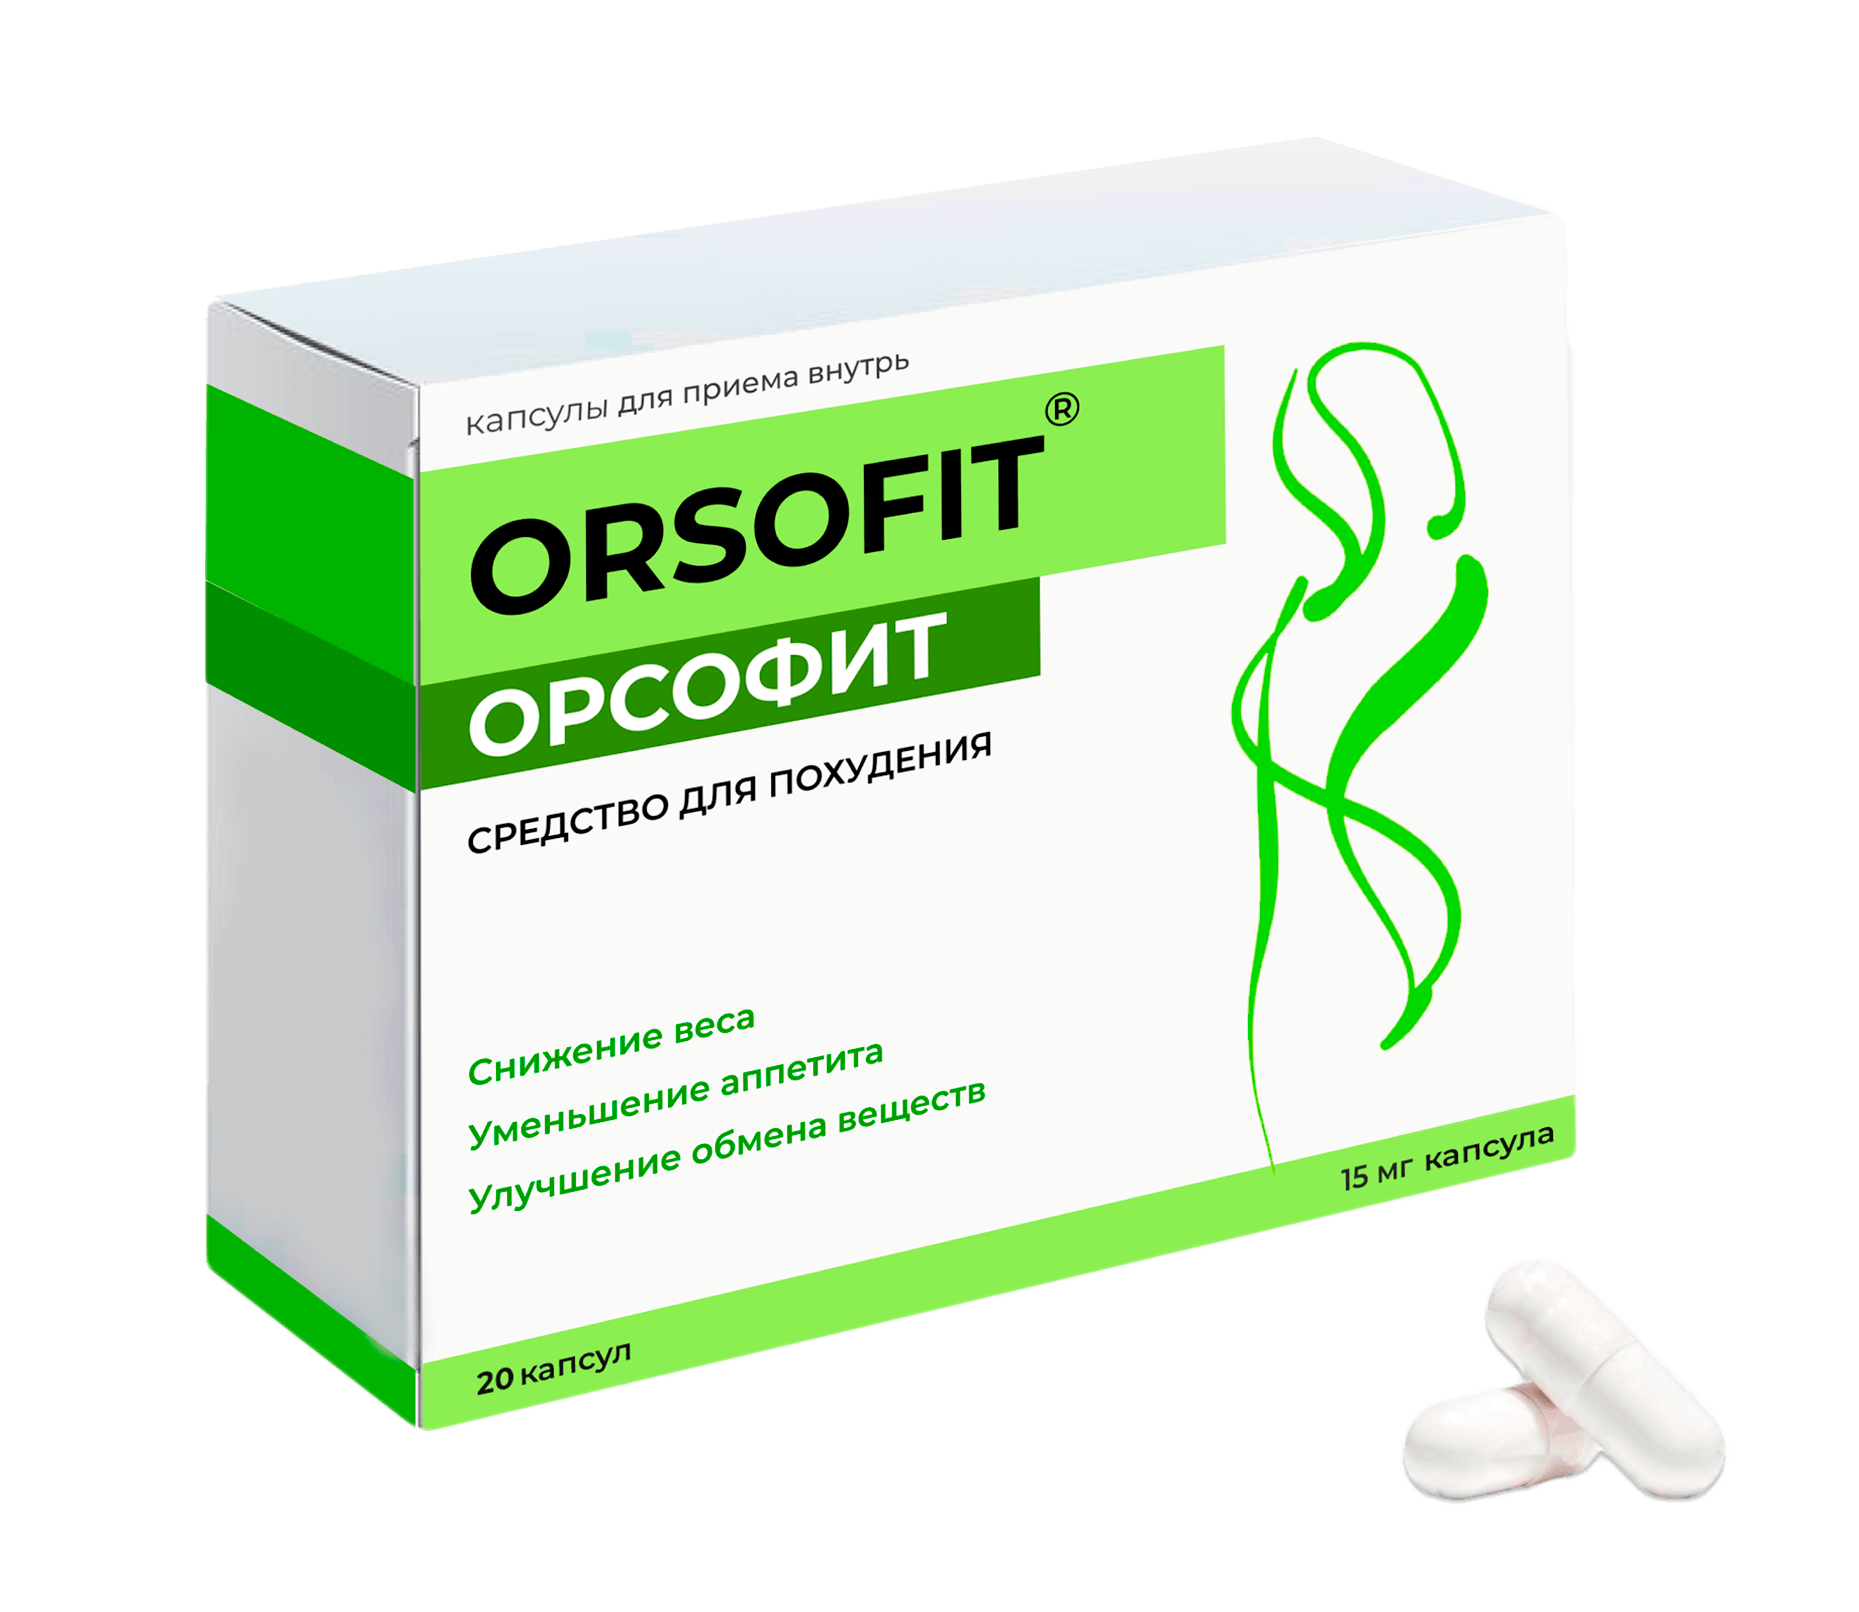 капсулы для приема внутрь
ORSOFIT®
ОРСОФИТ
СРЕДСТВО ДЛЯ ПОХУДЕНИЯ
Снижение веса
Уменьшение аппетита
Улучшение обмена веществ
15 мг капсула
20 капсул